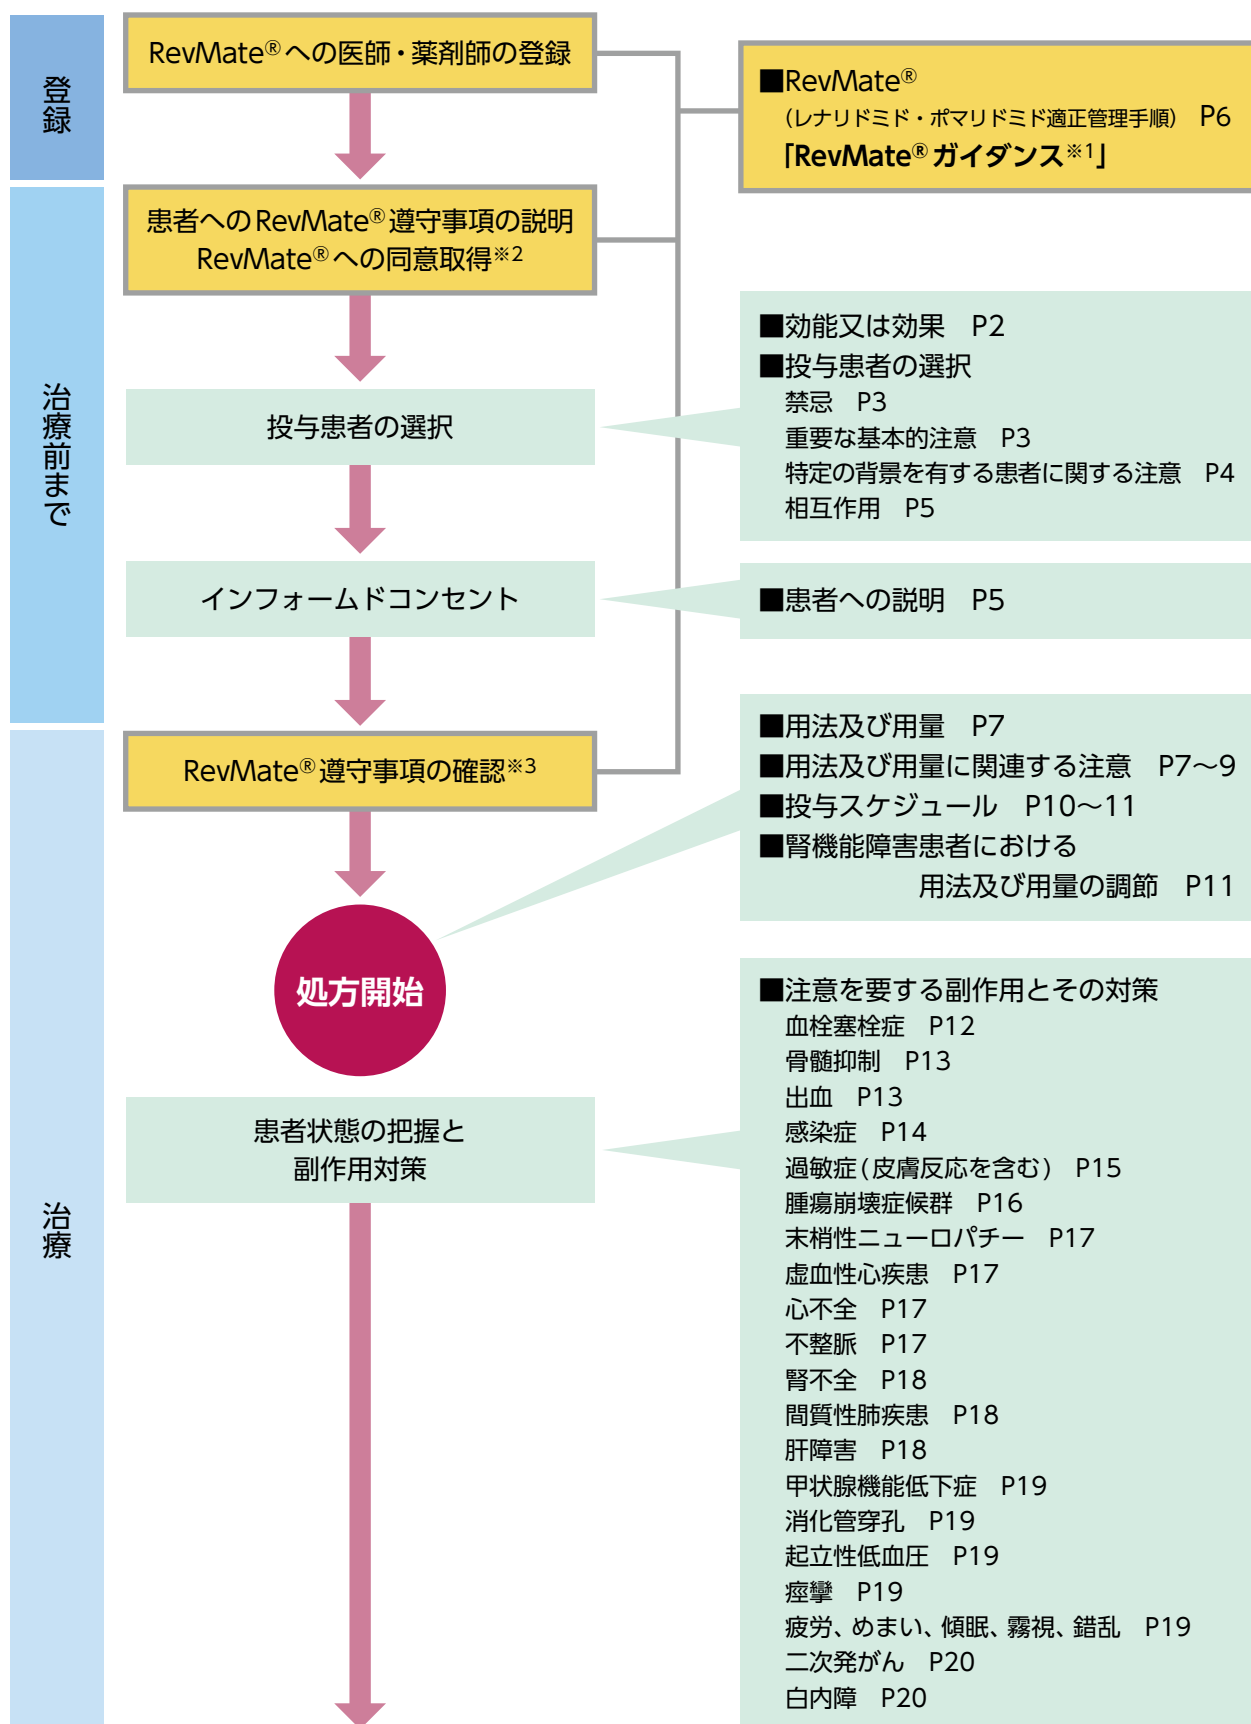 登録
RevMate®への医師・薬剤師の登録
■RevMate®
(レナリドミド・ポマリドミド適正管理手順) P6
「RevMate®ガイダンス※1」
治療前まで
患者へのRevMate®遵守事項の説明
RevMate®への同意取得※2
投与患者の選択
■効能又は効果 P2
■投与患者の選択
禁忌 P3
重要な基本的注意 P3
特定の背景を有する患者に関する注意 P4
相互作用 P5
インフォームドコンセント
■患者への説明 P5
治療
RevMate®遵守事項の確認※3
処方開始
■用法及び用量 P7
■用法及び用量に関連する注意 P7～9
■投与スケジュール P10～11
■腎機能障害患者における
用法及び用量の調節 P11
患者状態の把握と
副作用対策
■注意を要する副作用とその対策
血栓塞栓症 P12
骨髄抑制 P13
出血 P13
感染症 P14
過敏症(皮膚反応を含む) P15
腫瘍崩壊症候群 P16
末梢性ニューロパチー P17
虚血性心疾患 P17
心不全 P17
不整脈 P17
腎不全 P18
間質性肺疾患 P18
肝障害 P18
甲状腺機能低下症 P19
消化管穿孔 P19
起立性低血圧 P19
痙攣 P19
疲労、めまい、傾眠、霧視、錯乱 P19
二次発がん P20
白内障 P20